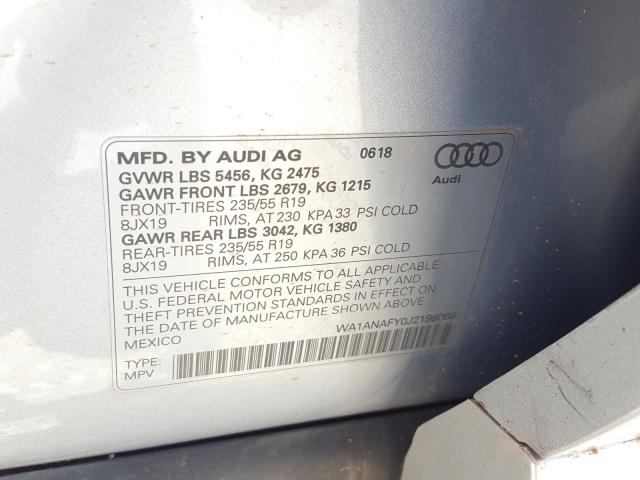 MFD. BY AUDI AG 0618
GVWR LBS 5456, KG 2475
GAWR FRONT LBS 2679, KG 1215
FRONT-TIRES 235/55 R19
8JX19 RIMS, AT 230 KPA 33 PSI COLD
GAWR REAR LBS 3042, KG 1380
REAR-TIRES 235/55 R19
8JX19 RIMS, AT 250 KPA 36 PSI COLD
Audi
THIS VEHICLE CONFORMS TO ALL APPLICABLE
U.S. FEDERAL MOTOR VEHICLE SAFETY AND
THEFT PREVENTION STANDARDS IN EFFECT ON
THE DATE OF MANUFACTURE SHOWN ABOVE.
MEXICO WA1ANAFY0J2198068
TYPE:
MPV